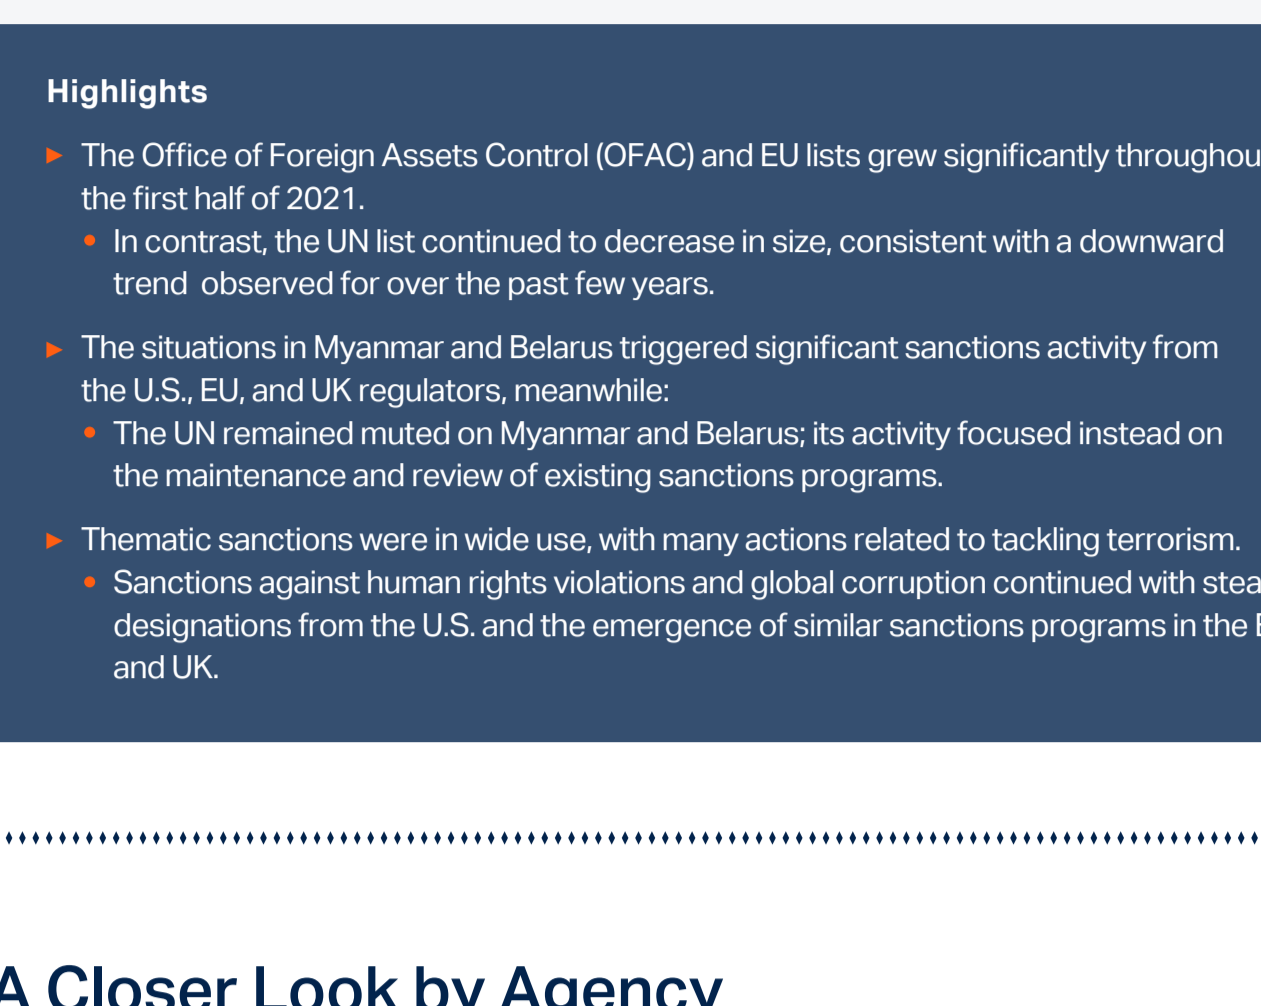 Highlights
The Office of Foreign Assets Control (OFAC) and EU lists grew significantly throughou
the first half of 2021.
In contrast, the UN list continued to decrease in size, consistent with a downward
trend  observed for over the past few years.
The situations in Myanmar and Belarus triggered significant sanctions activity from
the U.S., EU, and UK regulators, meanwhile:
The UN remained muted on Myanmar and Belarus; its activity focused instead on
the maintenance and review of existing sanctions programs.
Thematic sanctions were in wide use, with many actions related to tackling terrorism.
Sanctions against human rights violations and global corruption continued with stea
designations from the U.S. and the emergence of similar sanctions programs in the E
and UK.
A Closer Look by Agency